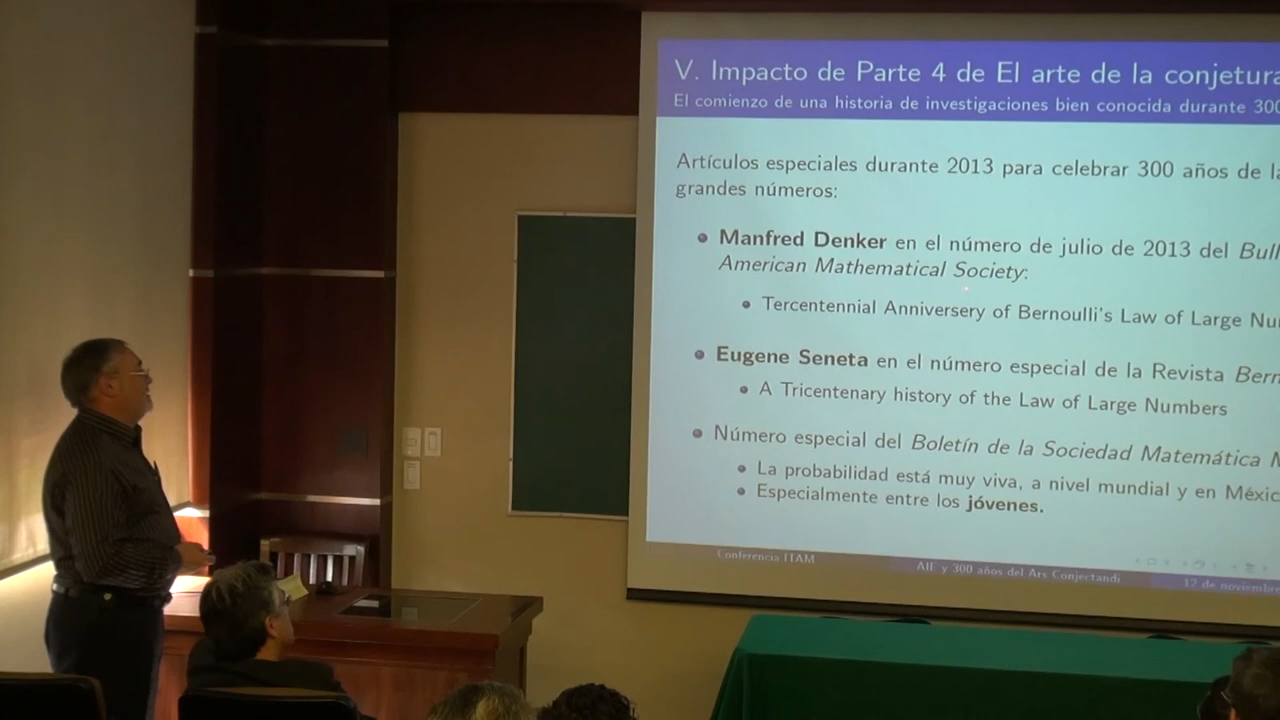 V. Impacto de Parte 4 de El arte de la conjetura
El comienzo de una historia de investigaciones bien conocida durante 300
Artículos especiales durante 2013 para celebrar 300 años de la
grandes números:
Manfred Denker en el número de julio de 2013 del Bull
American Mathematical Society:
Tercentennial Anniversery of Bernoulli's Law of Large Nu
Eugene Seneta en el número especial de la Revista Bern
A Tricentenary history of the Law of Large Numbers
Número especial del Boletín de la Sociedad Matemática M
La probabilidad está muy viva, a nivel mundial y en Méxic
Especialmente entre los jóvenes.
Conferencia ITAM AIE y 300 años del Ars Conjectandi 12 de noviembre